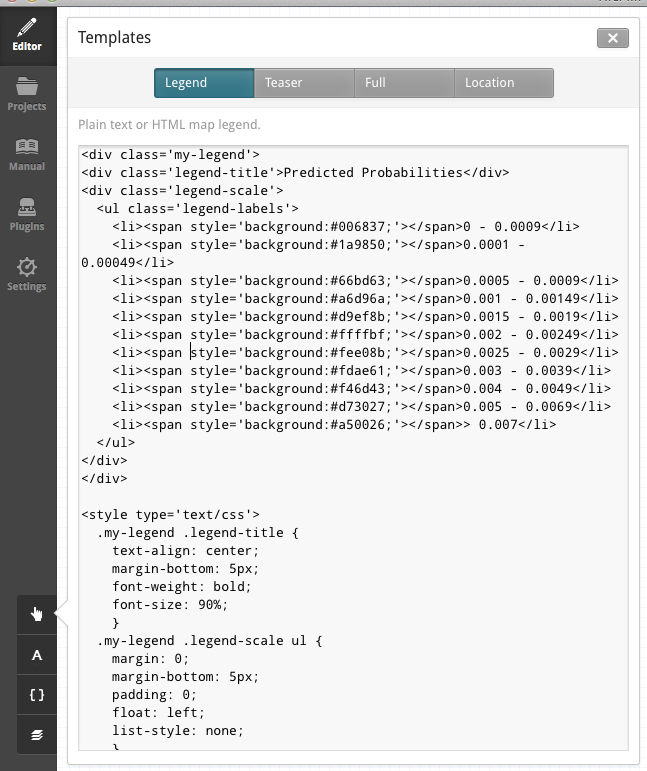 Editor
Projects
Manual
Plugins
Settings
A
{}
Templates
Legend
Teaser
Full
Location
Plain text or HTML map legend.
<div class='my-legend'>
<div class='legend-title'>Predicted Probabilities</div>
<div class='legend-scale'>
  <ul class='legend-labels'>
    <li><span style='background:#006837;'></span>0 - 0.0009</li>
    <li><span style='background:#1a9850;'></span>0.0001 -
0.00049</li>
    <li><span style='background:#66bd63;'></span>0.0005 - 0.0009</li>
    <li><span style='background:#a6d96a;'></span>0.001 - 0.00149</li>
    <li><span style='background:#d9ef8b;'></span>0.0015 - 0.0019</li>
    <li><span style='background:#ffffbf;'></span>0.002 - 0.00249</li>
    <li><span style='background:#fee08b;'></span>0.0025 - 0.0029</li>
    <li><span style='background:#fdae61;'></span>0.003 - 0.0039</li>
    <li><span style='background:#f46d43;'></span>0.004 - 0.0049</li>
    <li><span style='background:#d73027;'></span>0.005 - 0.0069</li>
    <li><span style='background:#a50026;'></span>> 0.007</li>
  </ul>
</div>
</div>
<style type='text/css'>
  .my-legend .legend-title {
    text-align: center;
    margin-bottom: 5px;
    font-weight: bold;
    font-size: 90%;
    }
  .my-legend .legend-scale ul {
    margin: 0;
    margin-bottom: 5px;
    padding: 0;
    float: left;
    list-style: none;
    }